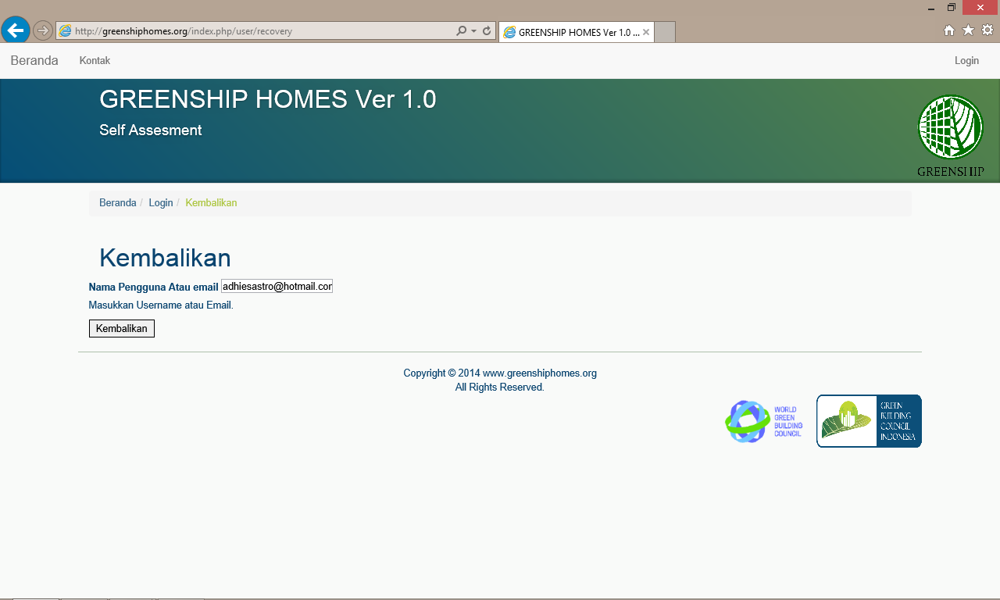 http://greenshiphomes.org/index.php/user/recovery
GREENSHIP HOMES Ver 1.0 ...
Beranda
Kontak
Login
GREENSHIP HOMES Ver 1.0
Self Assesment
GREENSHIP
Beranda / Login / Kembalikan
Kembalikan
Nama Pengguna Atau email adhiesastro@hotmail.cor
Masukkan Username atau Email.
Kembalikan
Copyright © 2014 www.greenshiphomes.org
All Rights Reserved.
WORLD
GREEN
BUILDING
COUNCIL
GREEN
BUILDING
COUNCIL
INDONESIA